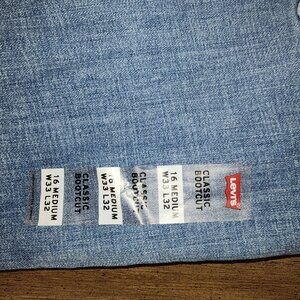 Levi's
CLASSIC
BOOTCUT
16 MEDIUM
W33 L32
CLASSIC
BOOTCUT
16 MEDIUM
W33 L32
CLASSIC
BOOTCUT
16 MEDIUM
W33 L32